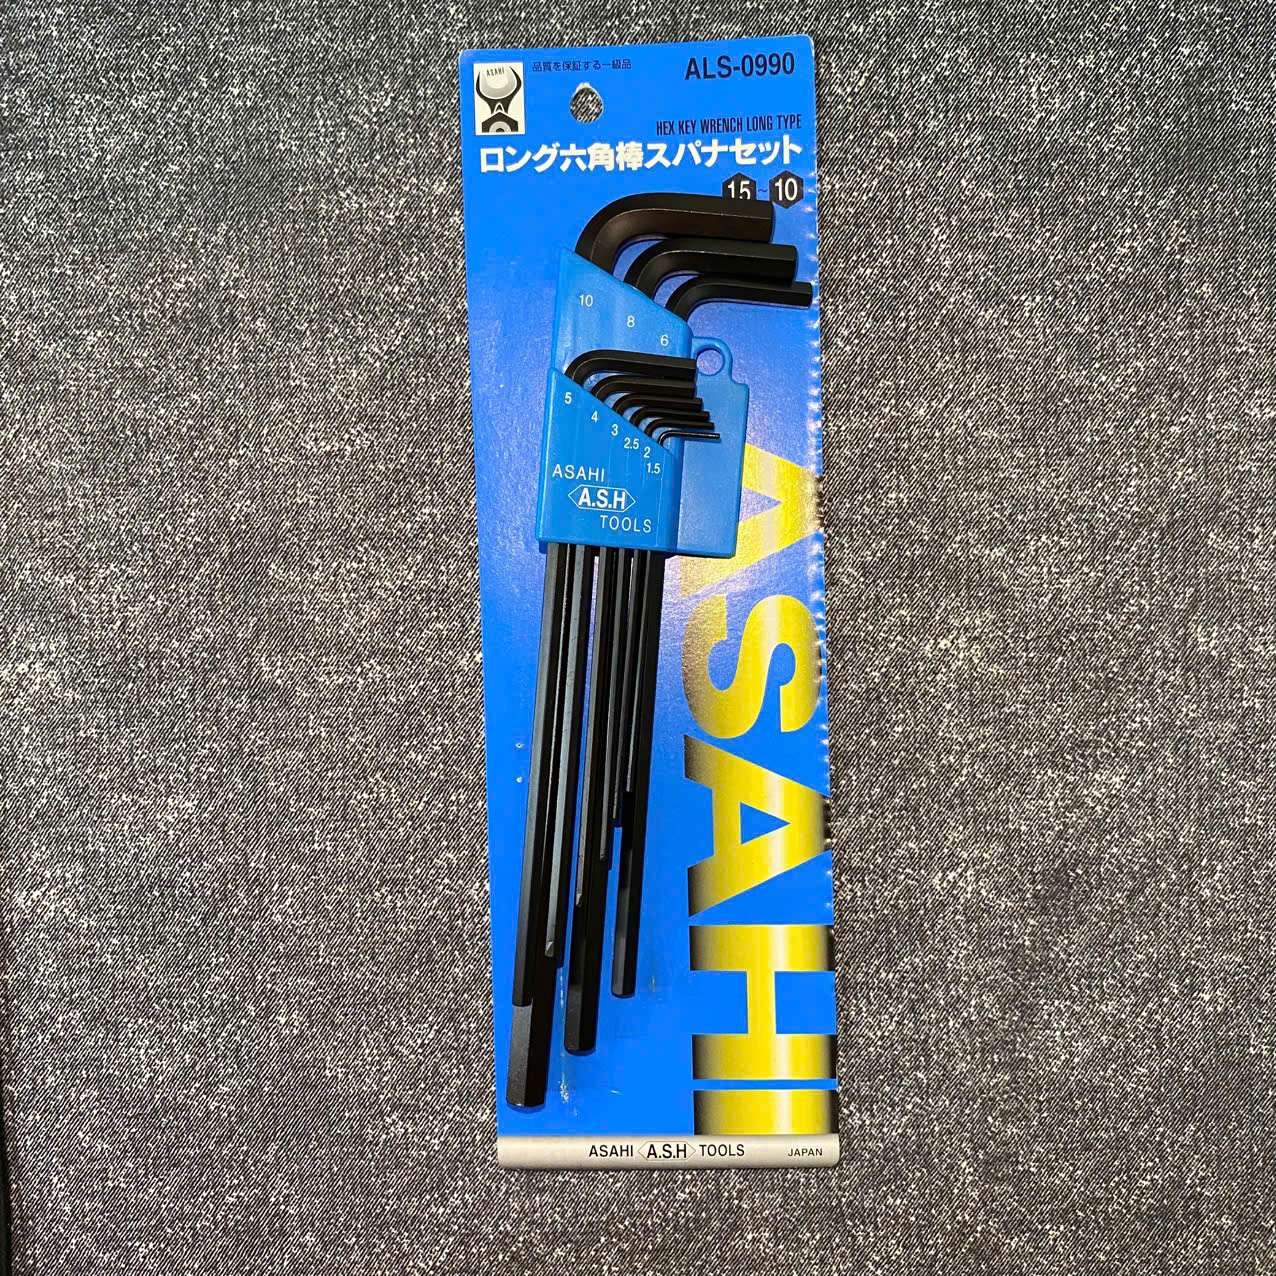 ASAHI
品質を保証する一級品
ALS-0990
HEX KEY WRENCH LONG TYPE
ロング六角棒スパナセット
1.5~10
10
8
6
5
4
3
2.5
2
1.5
ASAHI
A.S.H
TOOLS
ASAHI
ASAHI A.S.H TOOLS
JAPAN